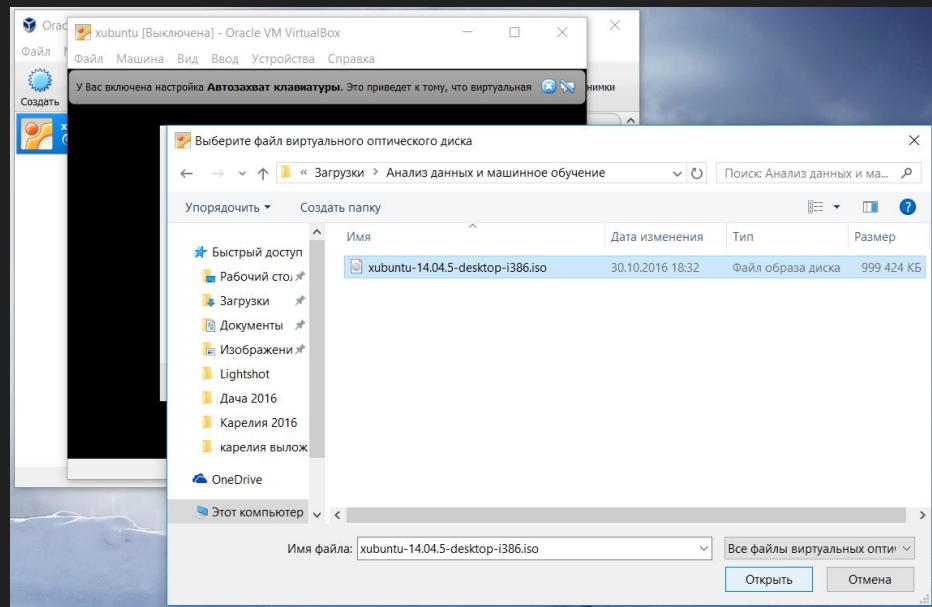 Orac
Файл
Создать
xubuntu [Выключена] - Oracle VM VirtualBox
Файл Машина Вид Ввод Устройства Справка
У Вас включена настройка Автозахват клавиатуры. Это приведет к тому, что виртуальная
нимки
Выберите файл виртуального оптического диска
« Загрузки > Анализ данных и машинное обучение
Поиск: Анализ данных и ма...
Упорядочить Создать папку
Имя Дата изменения Тип Размер
xubuntu-14.04.5-desktop-i386.iso 30.10.2016 18:32 Файл образа диска 999 424 КБ
Быстрый доступ
Рабочий стол
Загрузки
Документы
Изображени
Lightshot
Дача 2016
Карелия 2016
карелия вылож
OneDrive
Этот компьютер
Имя файла: xubuntu-14.04.5-desktop-i386.iso
Все файлы виртуальных опти
Открыть Отмена